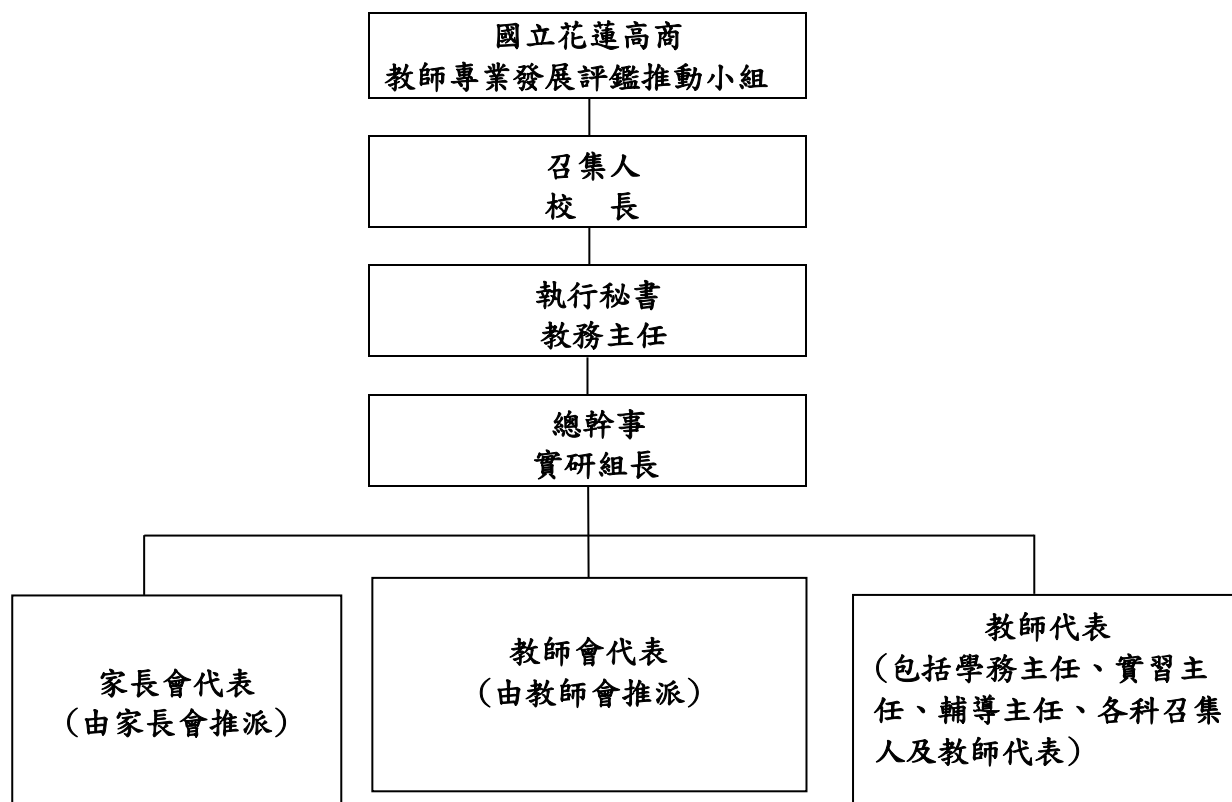 國立花蓮高商
教師專業發展評鑑推動小組
召集人
校　長
執行秘書
教務主任
總幹事
實研組長
家長會代表
（由家長會推派）
教師會代表
（由教師會推派）
教師代表
（包括學務主任、實習主
任、輔導主任、各科召集
人及教師代表）